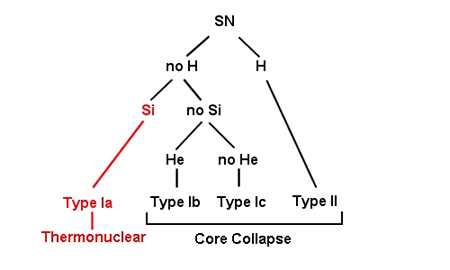 SN
no H
H
Si
no Si
He
no He
Type Ia
Type Ib
Type Ic
Type II
Thermonuclear
Core Collapse